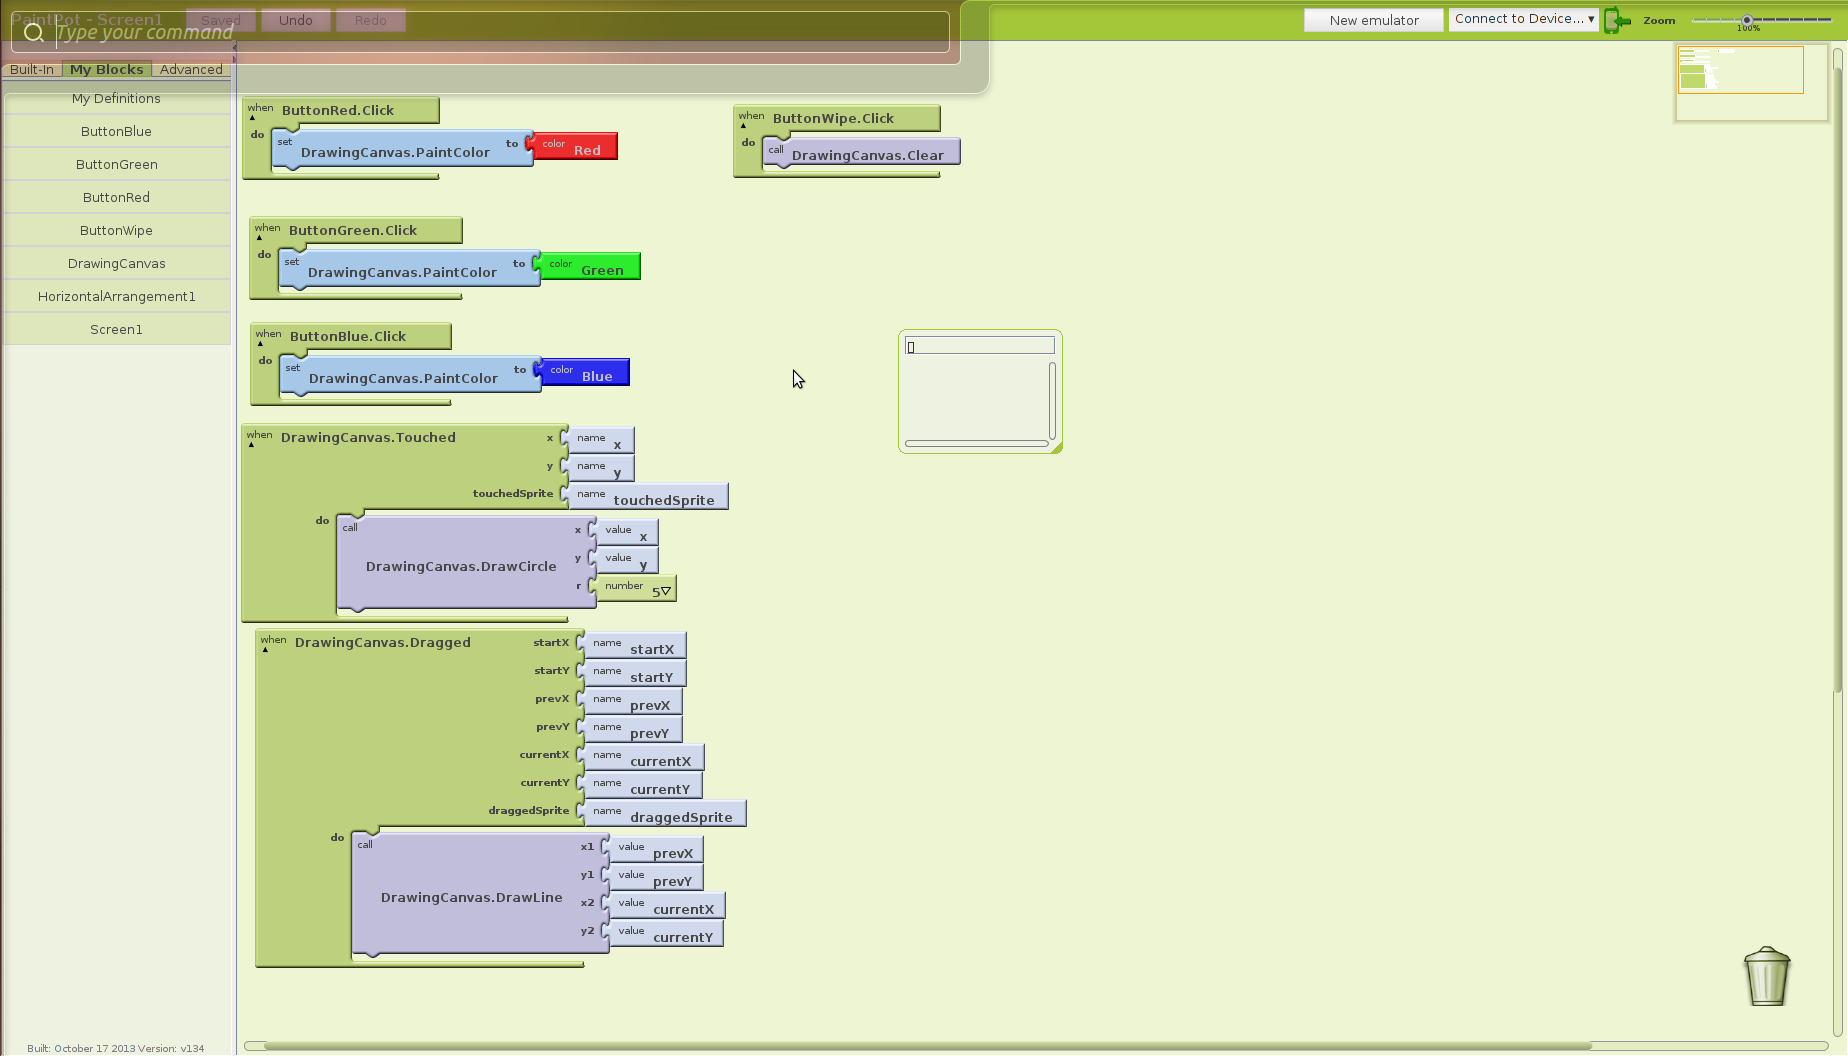 PaintPot - Screen1
Saved
Undo
Redo
Type your command
New emulator
Connect to Device...
Zoom
100%
Built-In
My Blocks
Advanced
My Definitions
ButtonBlue
ButtonGreen
ButtonRed
ButtonWipe
DrawingCanvas
HorizontalArrangement1
Screen1
when ButtonRed.Click
do set DrawingCanvas.PaintColor to color Red
when ButtonWipe.Click
do call DrawingCanvas.Clear
when ButtonGreen.Click
do set DrawingCanvas.PaintColor to color Green
when ButtonBlue.Click
do set DrawingCanvas.PaintColor to color Blue
when DrawingCanvas.Touched x name x
y name y
touchedSprite name touchedSprite
do call DrawingCanvas.DrawCircle
x value x
y value y
r number 5
when DrawingCanvas.Dragged startX name startX
startY name startY
prevX name prevX
prevY name prevY
currentX name currentX
currentY name currentY
draggedSprite name draggedSprite
do call DrawingCanvas.DrawLine
x1 value prevX
y1 value prevY
x2 value currentX
y2 value currentY
Built: October 17 2013 Version: v134